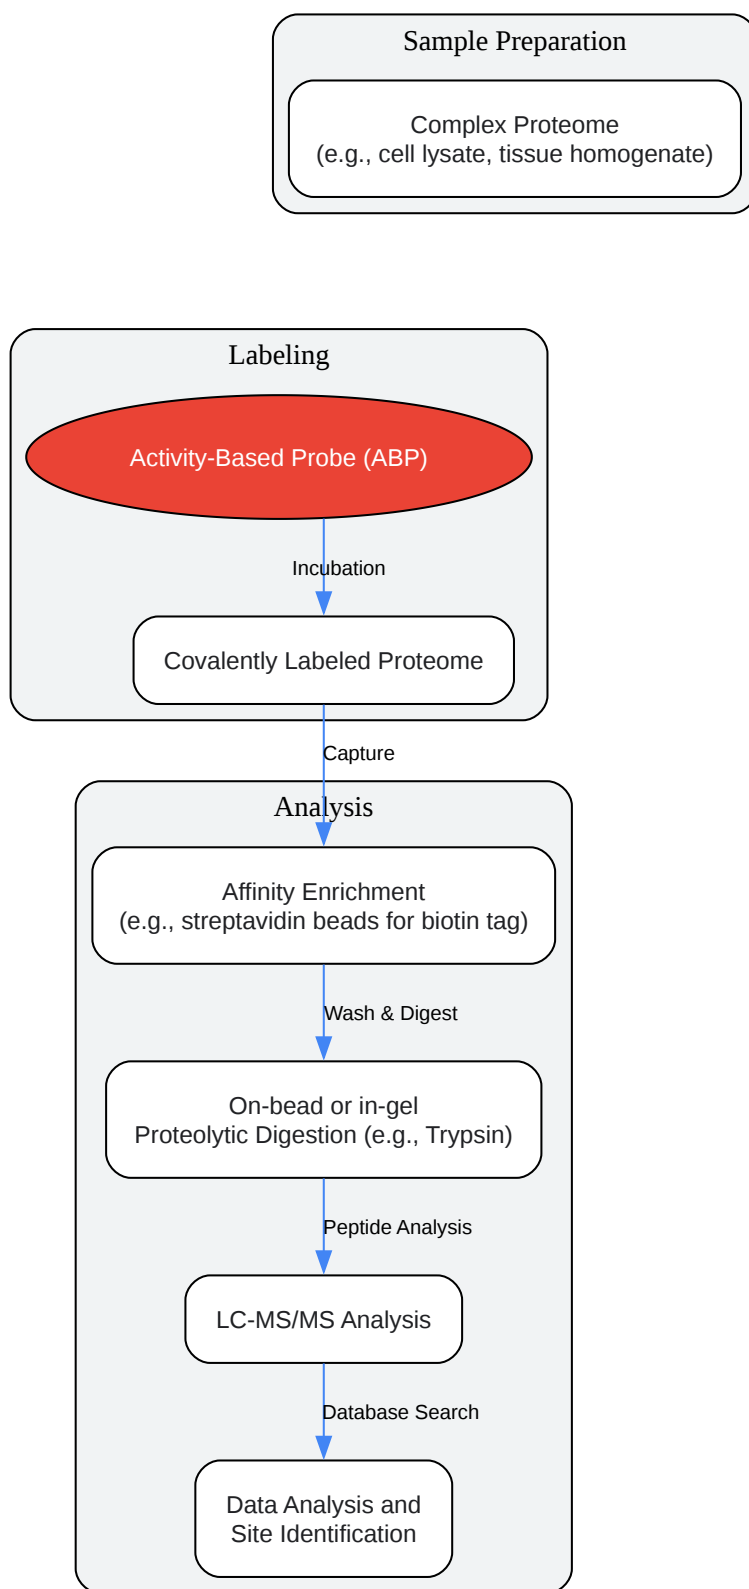 Sample Preparation
Complex Proteome
(e.g., cell lysate, tissue homogenate)
Labeling
Activity-Based Probe (ABP)
Incubation
Covalently Labeled Proteome
Capture
Analysis
Affinity Enrichment
(e.g., streptavidin beads for biotin tag)
Wash & Digest
On-bead or in-gel
Proteolytic Digestion (e.g., Trypsin)
Peptide Analysis
LC-MS/MS Analysis
Database Search
Data Analysis and
Site Identification